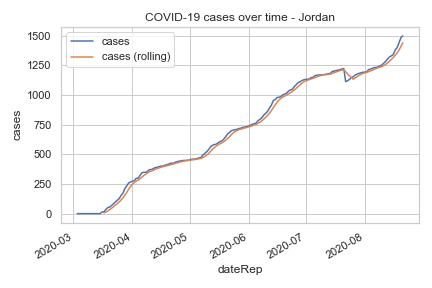 COVID-19 cases over time - Jordan
cases
cases (rolling)
1500
1250
1000
750
500
250
0
cases
2020-03
2020-04
2020-05
2020-06
2020-07
2020-08
dateRep